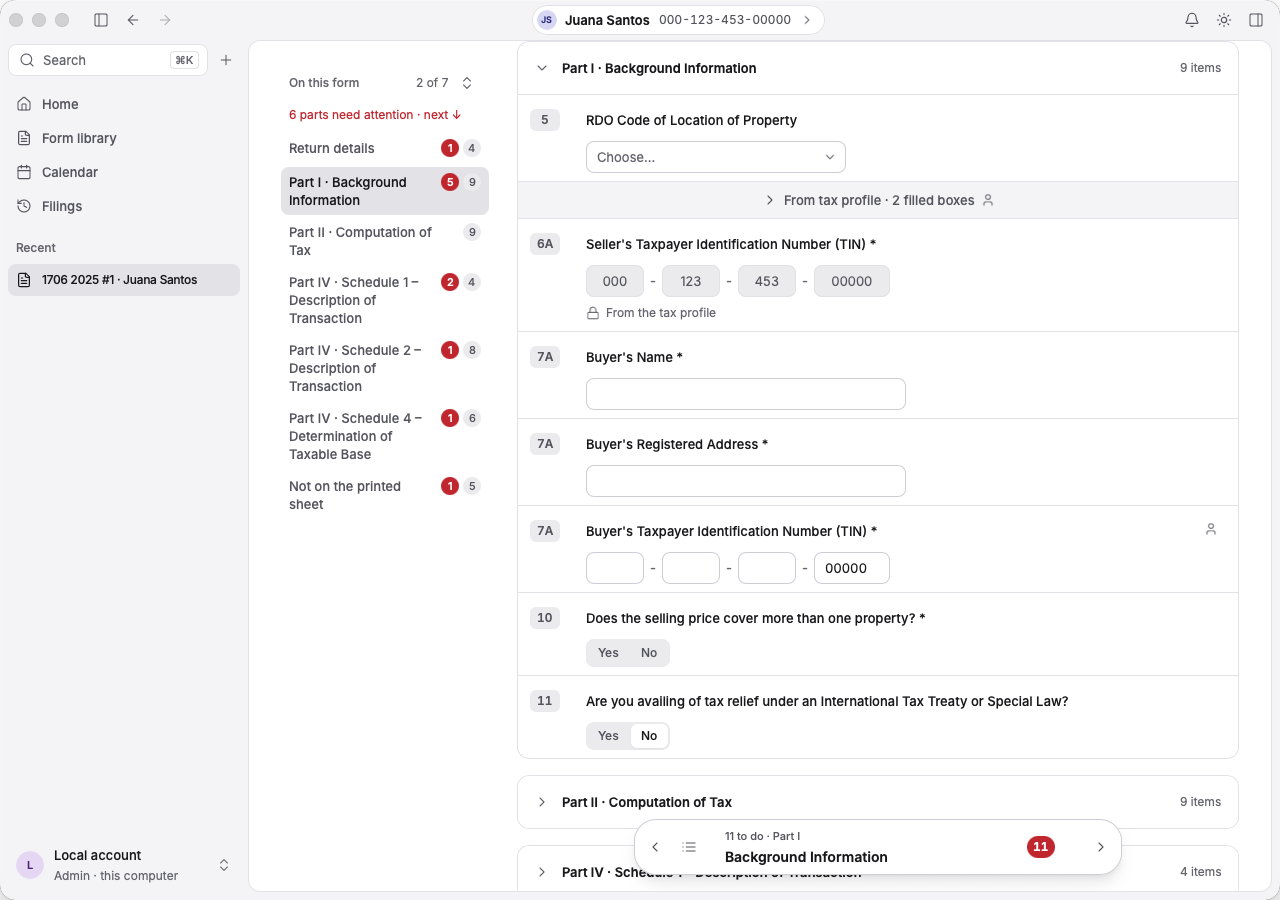 JS Juana Santos 000-123-453-00000
Search ⌘K
Home
Form library
Calendar
Filings
Recent
1706 2025 #1 · Juana Santos
L Local account
Admin · this computer
On this form 2 of 7
6 parts need attention · next ↓
Return details 1 4
Part I · Background 5 9
Information
Part II · Computation of 9
Tax
Part IV · Schedule 1 – 2 4
Description of
Transaction
Part IV · Schedule 2 – 1 8
Description of
Transaction
Part IV · Schedule 4 – 1 6
Determination of
Taxable Base
Not on the printed 1 5
sheet
Part I · Background Information 9 items
5 RDO Code of Location of Property
Choose...
From tax profile · 2 filled boxes
6A Seller's Taxpayer Identification Number (TIN) *
000 - 123 - 453 - 00000
From the tax profile
7A Buyer's Name *
7A Buyer's Registered Address *
7A Buyer's Taxpayer Identification Number (TIN) *
- - - 00000
10 Does the selling price cover more than one property? *
Yes No
11 Are you availing of tax relief under an International Tax Treaty or Special Law?
Yes No
Part II · Computation of Tax 9 items
11 to do · Part I
Background Information 11
Part IV · Schedule 1 – Description of Transaction 4 items